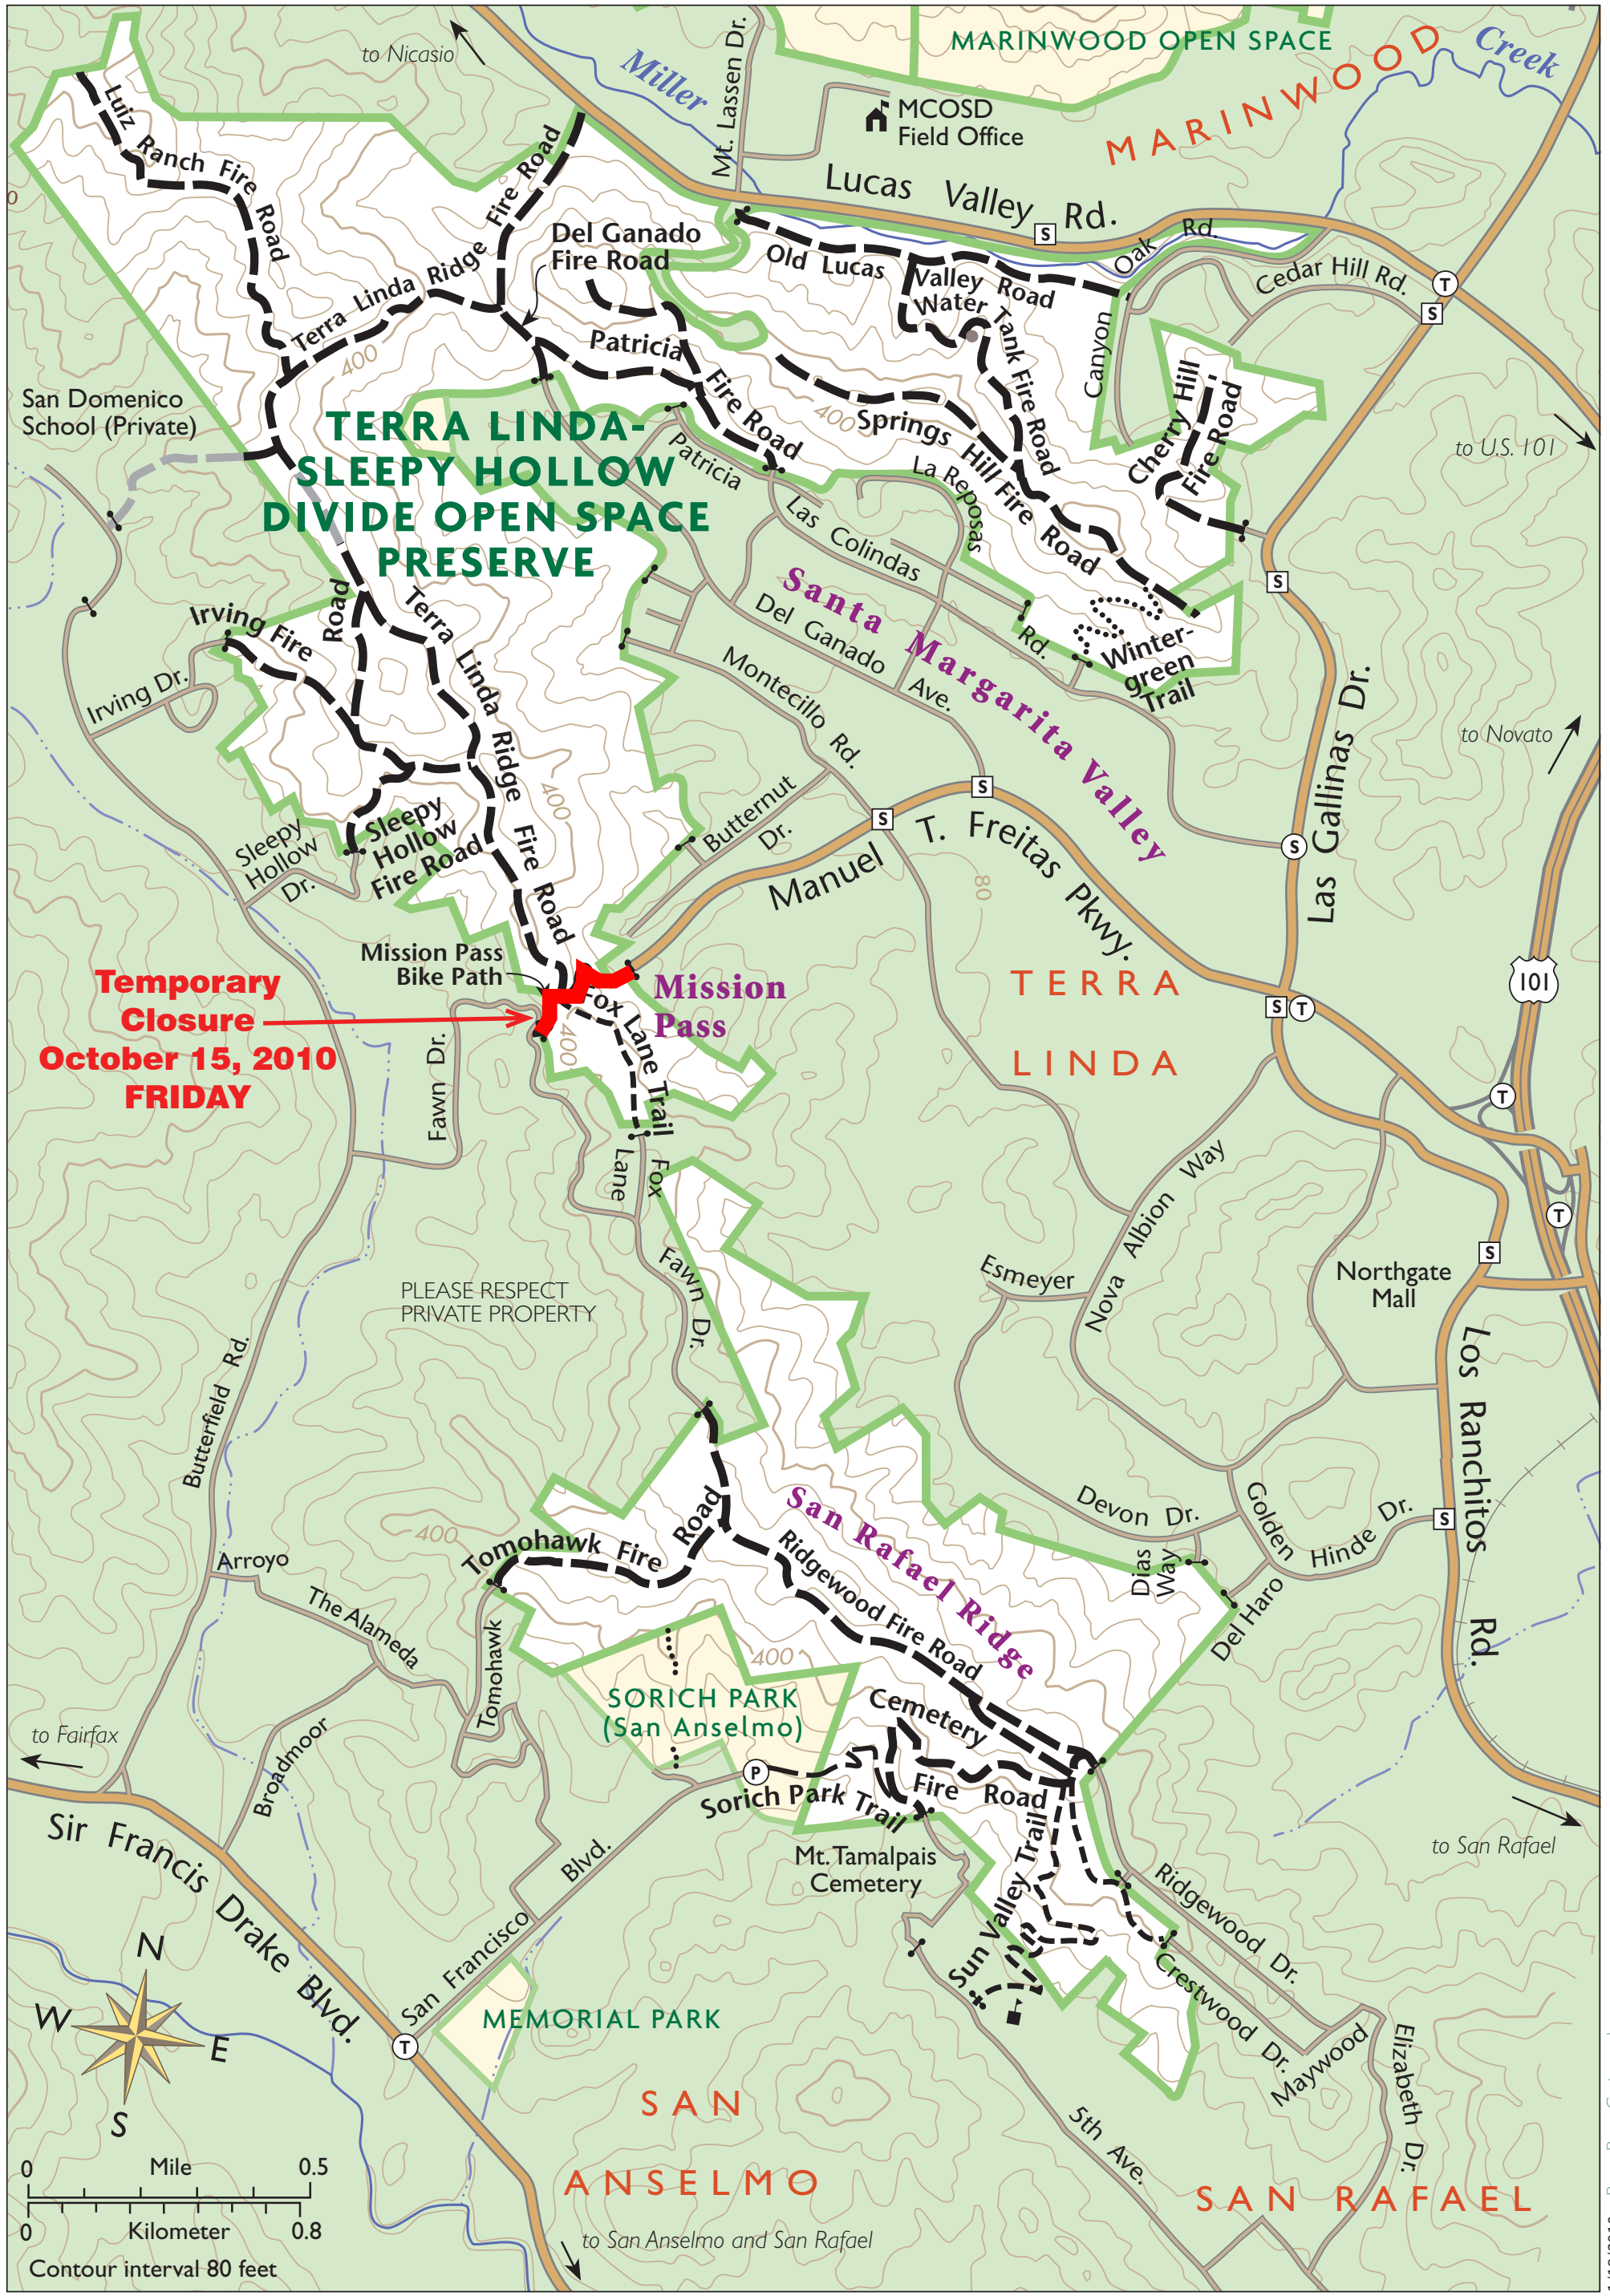 to Nicasio
Miller
Mt. Lassen Dr.
MARINWOOD OPEN SPACE
MARINWOOD
Creek
MCOSD
Field Office
Luiz Ranch Fire Road
Terra Linda Ridge Fire Road
Lucas Valley Rd.
S
Del Ganado
Fire Road
Old Lucas Valley Road
Oak Rd.
Cedar Hill Rd.
T
S
Water Tank Fire Road
Canyon
Patricia Fire Road
400
400
Springs Hill Fire Road
Cherry Hill
Fire Road
to U.S. 101
San Domenico
School (Private)
TERRA LINDA-
SLEEPY HOLLOW
DIVIDE OPEN SPACE
PRESERVE
Patricia
La Reposas
Las Colindas
Rd.
S
Santa Margarita Valley
Del Ganado
Ave.
Winter-
green
Trail
Irving Fire
Road
Terra Linda Ridge Fire Road
Irving Dr.
Montecillo Rd.
Las Gallinas Dr.
to Novato
400
S
S
S
Butternut
Dr.
Manuel T. Freitas Pkwy.
80
Sleepy
Hollow
Dr.
Sleepy
Hollow
Fire Road
Mission Pass
Bike Path
Mission
Pass
Temporary
Closure
October 15, 2010
FRIDAY
TERRA
LINDA
101
S
T
Fox Lane Trail
400
Fawn Dr.
T
Lane
Fox
Nova Albion Way
T
S
Fawn Dr.
Esmeyer
Northgate
Mall
PLEASE RESPECT
PRIVATE PROPERTY
Butterfield Rd.
Los Ranchitos Rd.
400
San Rafael Ridge
Devon Dr.
Golden
Hinde Dr.
S
Tomohawk Fire Road
Ridgewood Fire Road
Dias
Way
Del Haro
Arroyo
The Alameda
Tomohawk
400
SORICH PARK
(San Anselmo)
Cemetery
Fire Road
P
Sorich Park Trail
to Fairfax
Broadmoor
Sir Francis Drake Blvd.
to San Rafael
Mt. Tamalpais
Cemetery
Sun Valley Trail
Ridgewood Dr.
San Francisco Blvd.
Crestwood Dr.
Maywood
Elizabeth Dr.
N
W
E
S
MEMORIAL PARK
T
SAN
ANSELMO
5th Ave.
SAN RAFAEL
0 Mile 0.5
0 Kilometer 0.8
Contour interval 80 feet
to San Anselmo and San Rafael